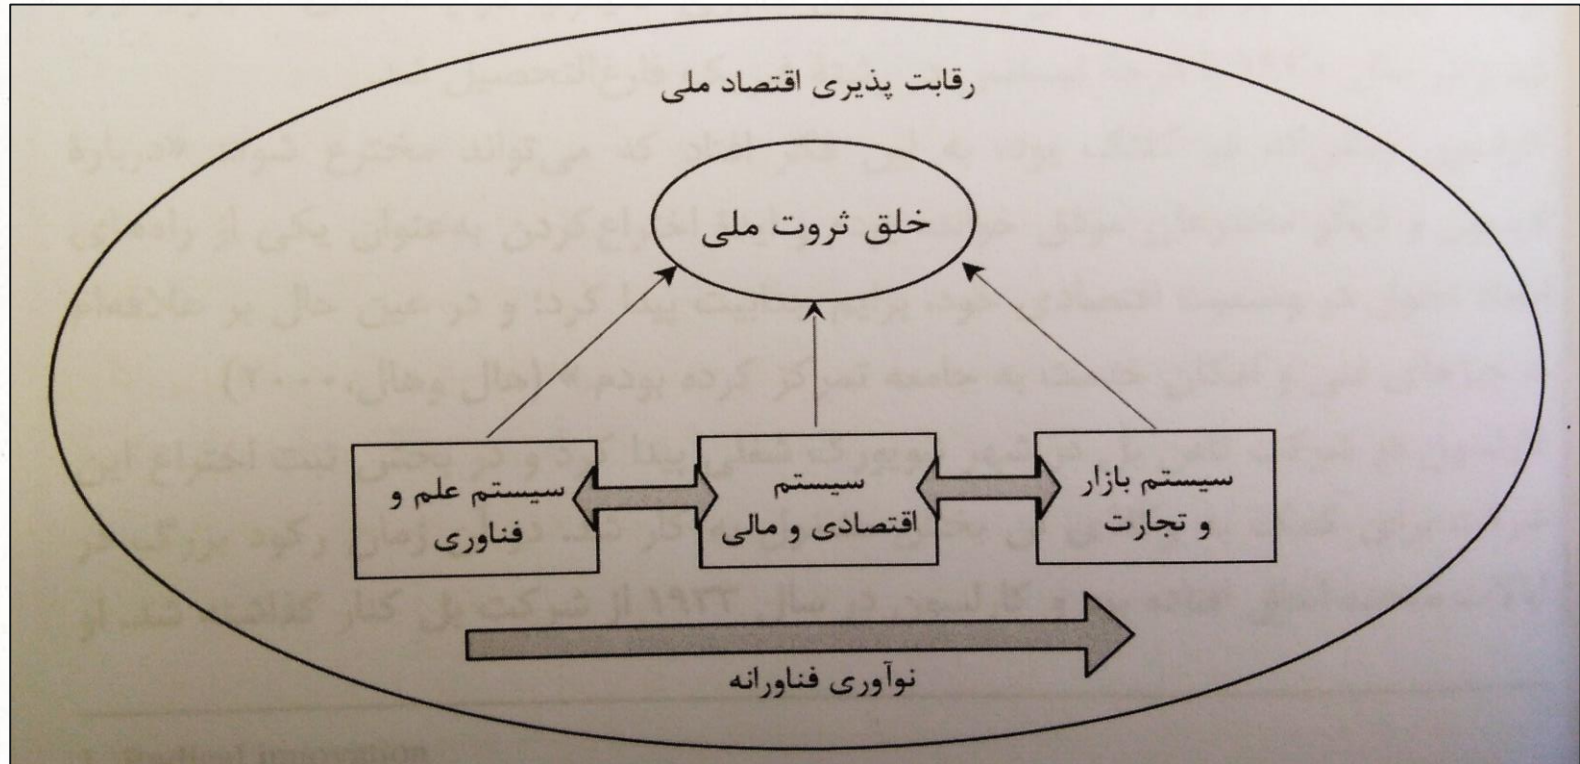 رقابت پذیری اقتصاد ملی
خلق ثروت ملی
سیستم بازار
و تجارت
سیستم
اقتصادی و مالی
سیستم علم و
فناوری
نوآوری فناورانه